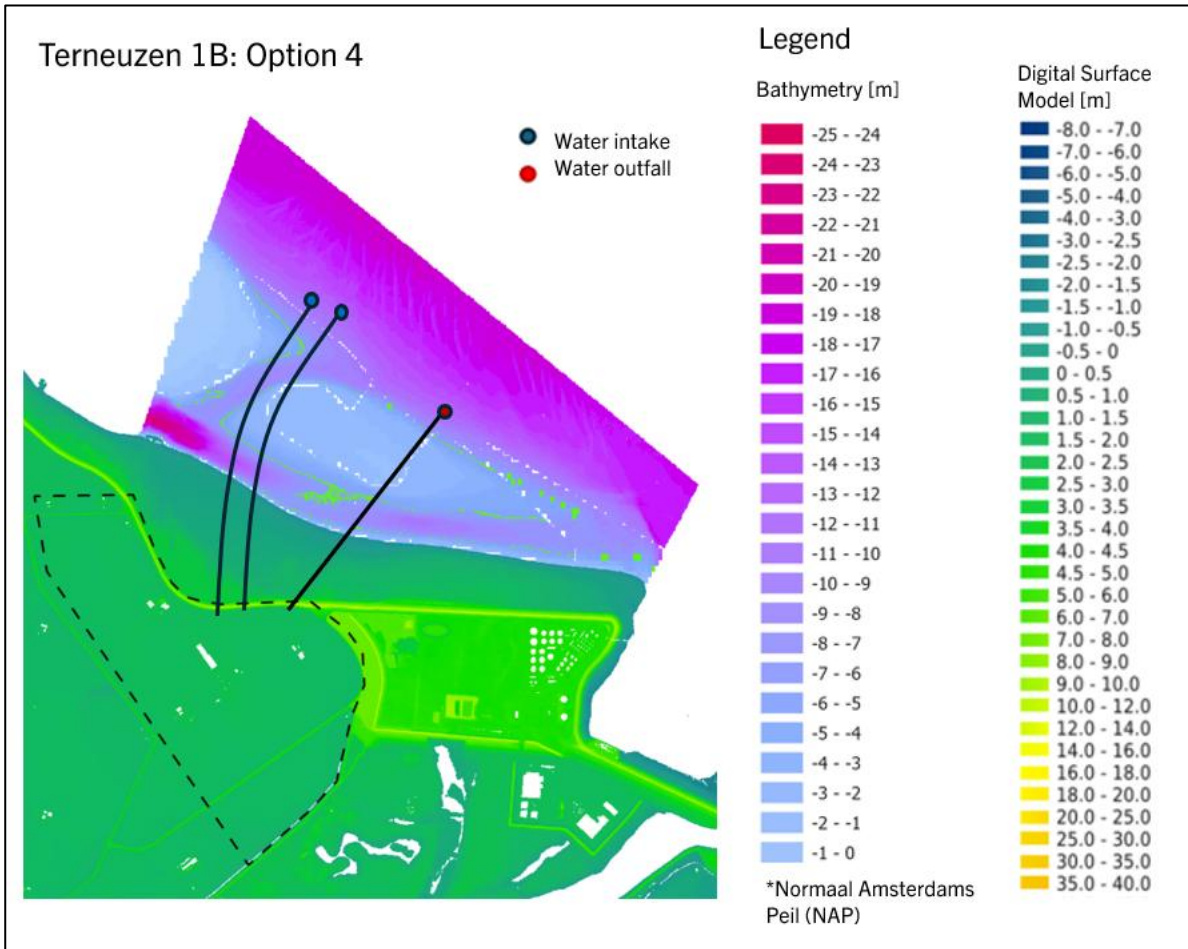 Terneuzen 1B: Option 4
Water intake
Water outfall
Legend
Bathymetry [m]
-25 - -24
-24 - -23
-23 - -22
-22 - -21
-21 - -20
-20 - -19
-19 - -18
-18 - -17
-17 - -16
-16 - -15
-15 - -14
-14 - -13
-13 - -12
-12 - -11
-11 - -10
-10 - -9
-9 - -8
-8 - -7
-7 - -6
-6 - -5
-5 - -4
-4 - -3
-3 - -2
-2 - -1
-1 - 0
*Normaal Amsterdams
Peil (NAP)
Digital Surface
Model [m]
-8.0 - -7.0
-7.0 - -6.0
-6.0 - -5.0
-5.0 - -4.0
-4.0 - -3.0
-3.0 - -2.5
-2.5 - -2.0
-2.0 - -1.5
-1.5 - -1.0
-1.0 - -0.5
-0.5 - 0
0 - 0.5
0.5 - 1.0
1.0 - 1.5
1.5 - 2.0
2.0 - 2.5
2.5 - 3.0
3.0 - 3.5
3.5 - 4.0
4.0 - 4.5
4.5 - 5.0
5.0 - 6.0
6.0 - 7.0
7.0 - 8.0
8.0 - 9.0
9.0 - 10.0
10.0 - 12.0
12.0 - 14.0
14.0 - 16.0
16.0 - 18.0
18.0 - 20.0
20.0 - 25.0
25.0 - 30.0
30.0 - 35.0
35.0 - 40.0